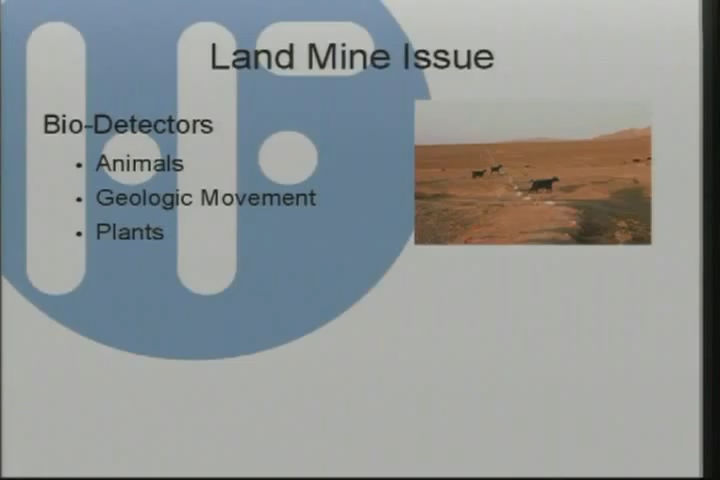 Land Mine Issue
Bio-Detectors
• Animals
• Geologic Movement
• Plants